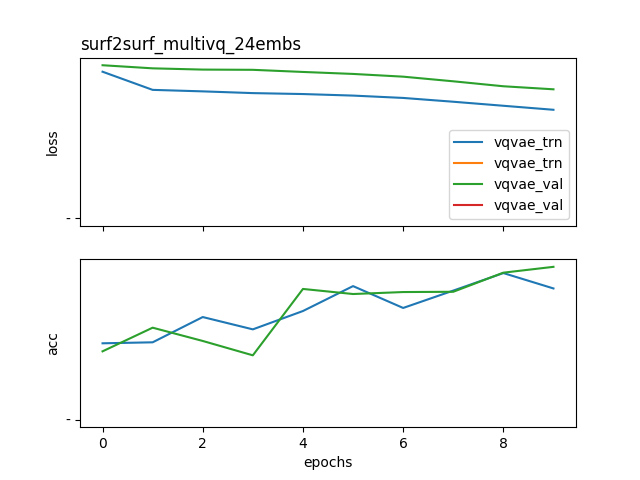 surf2surf_multivq_24embs
loss
-
vqvae_trn
vqvae_trn
vqvae_val
vqvae_val
acc
-
0 2 4 6 8
epochs